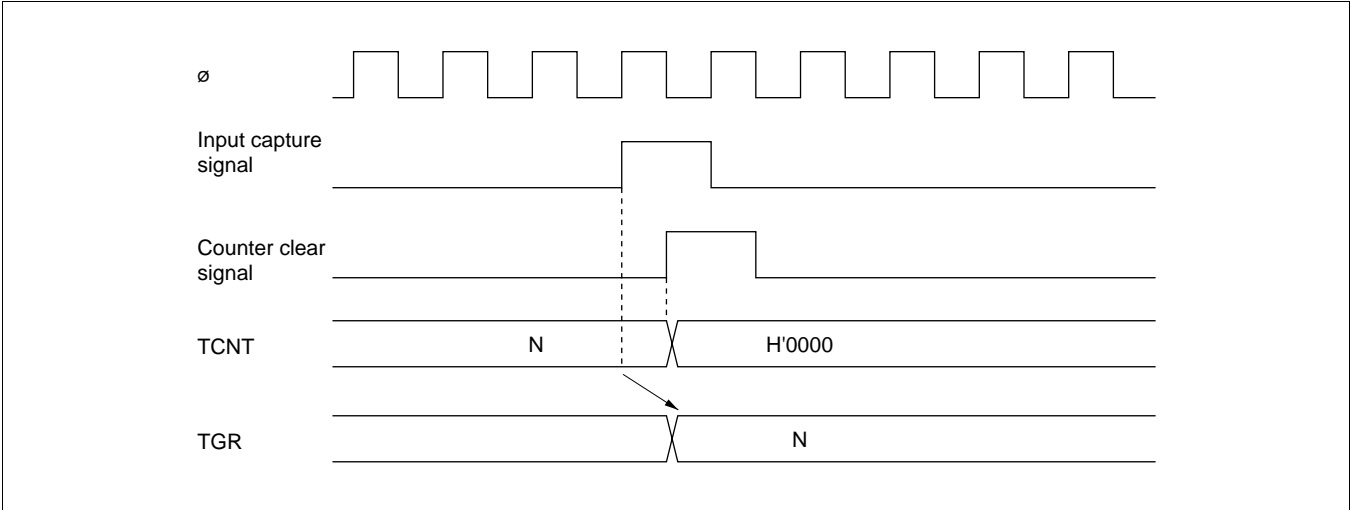 ø
Input capture
signal
Counter clear
signal
TCNT
N
H'0000
TGR
N